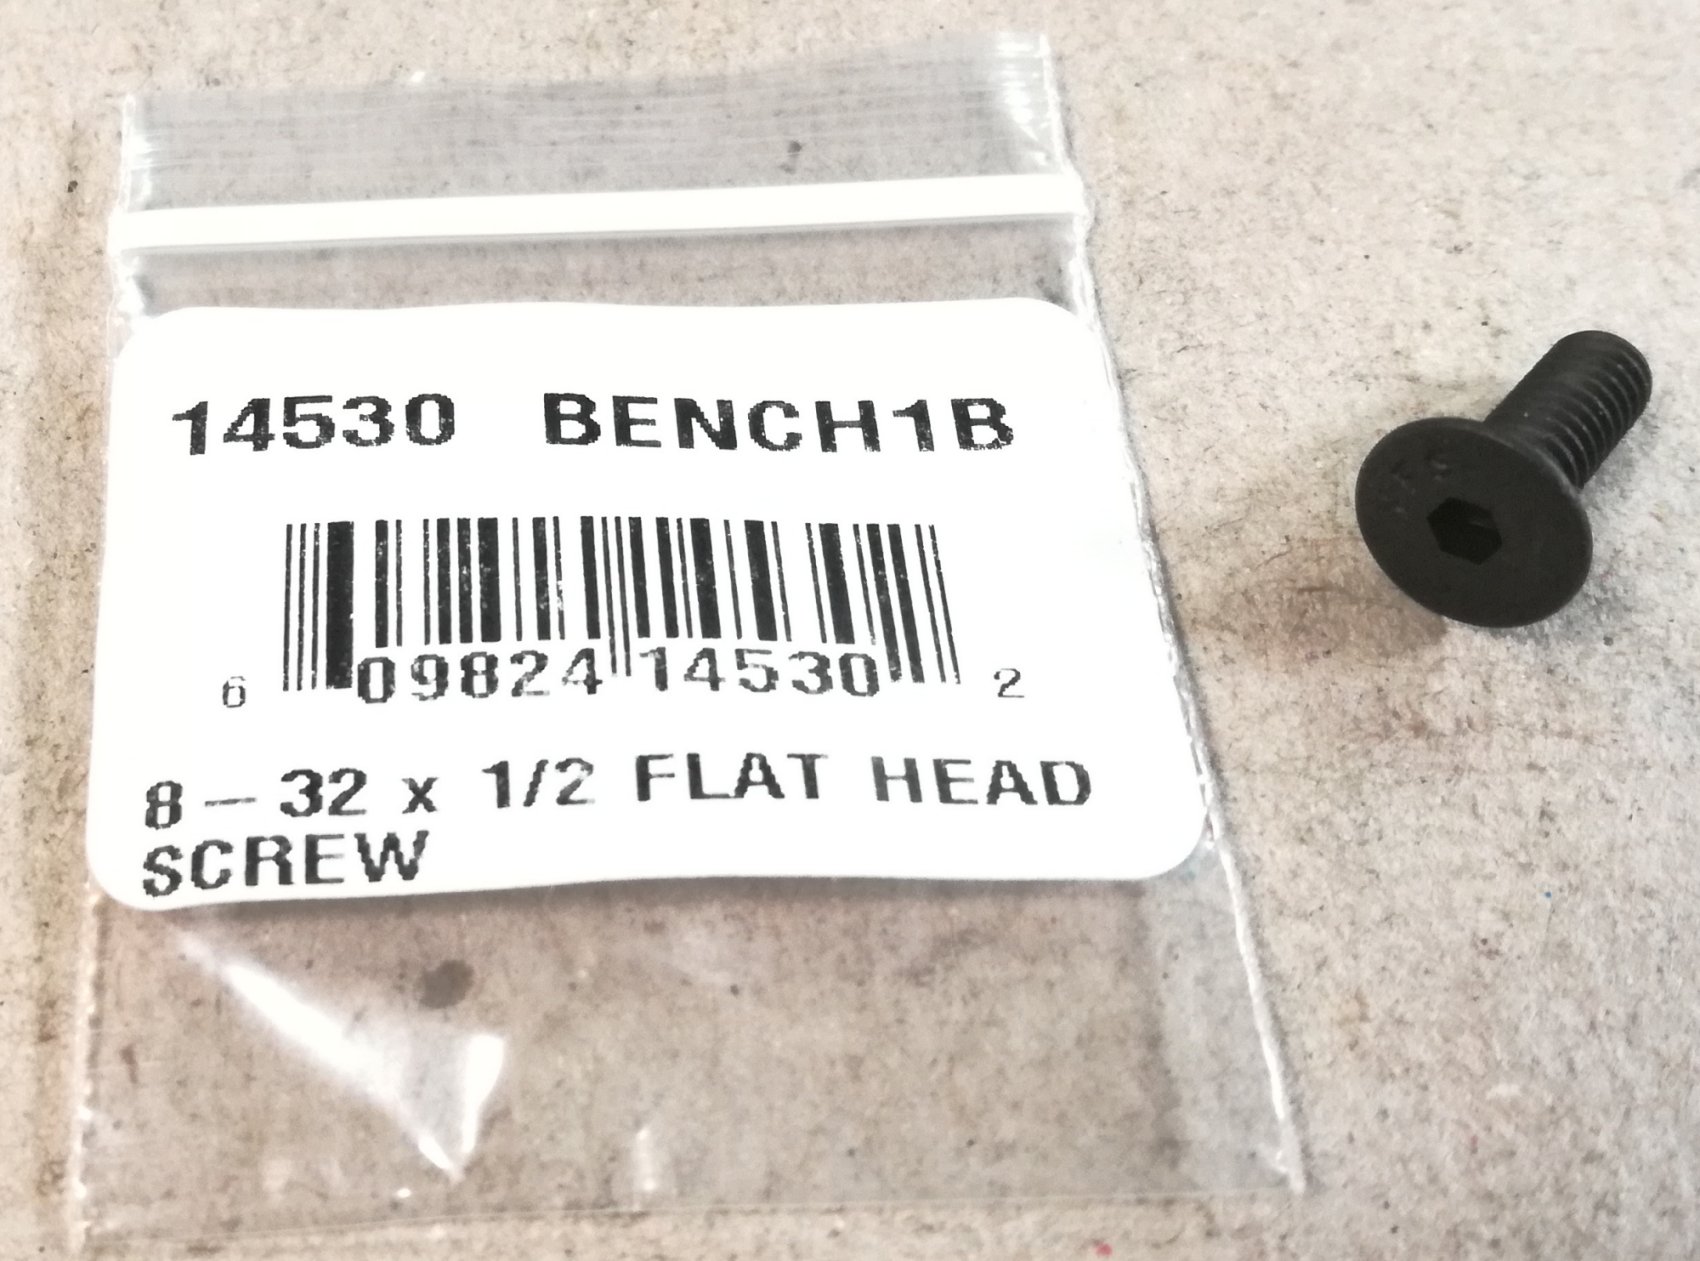 14530 BENCH1B
6 09824 14530 2
8 – 32 x 1/2 FLAT HEAD
SCREW